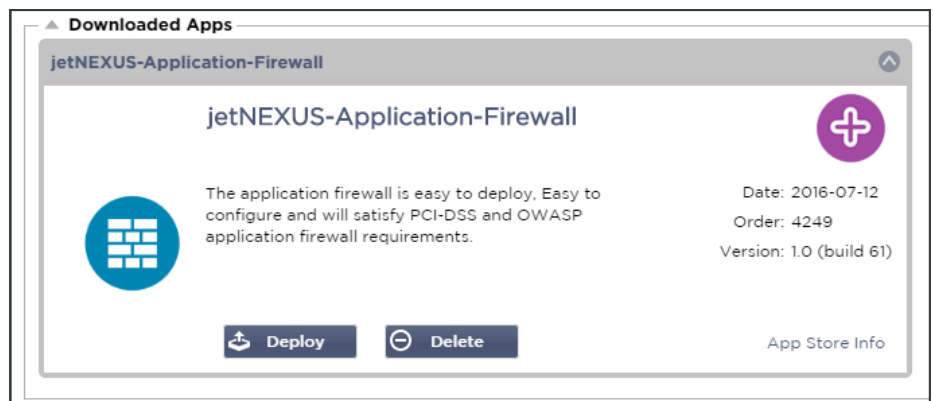 Downloaded Apps
jetNEXUS-Application-Firewall
jetNEXUS-Application-Firewall
The application firewall is easy to deploy, Easy to
configure and will satisfy PCI-DSS and OWASP
application firewall requirements.
Date: 2016-07-12
Order: 4249
Version: 1.0 (build 61)
Deploy
Delete
App Store Info